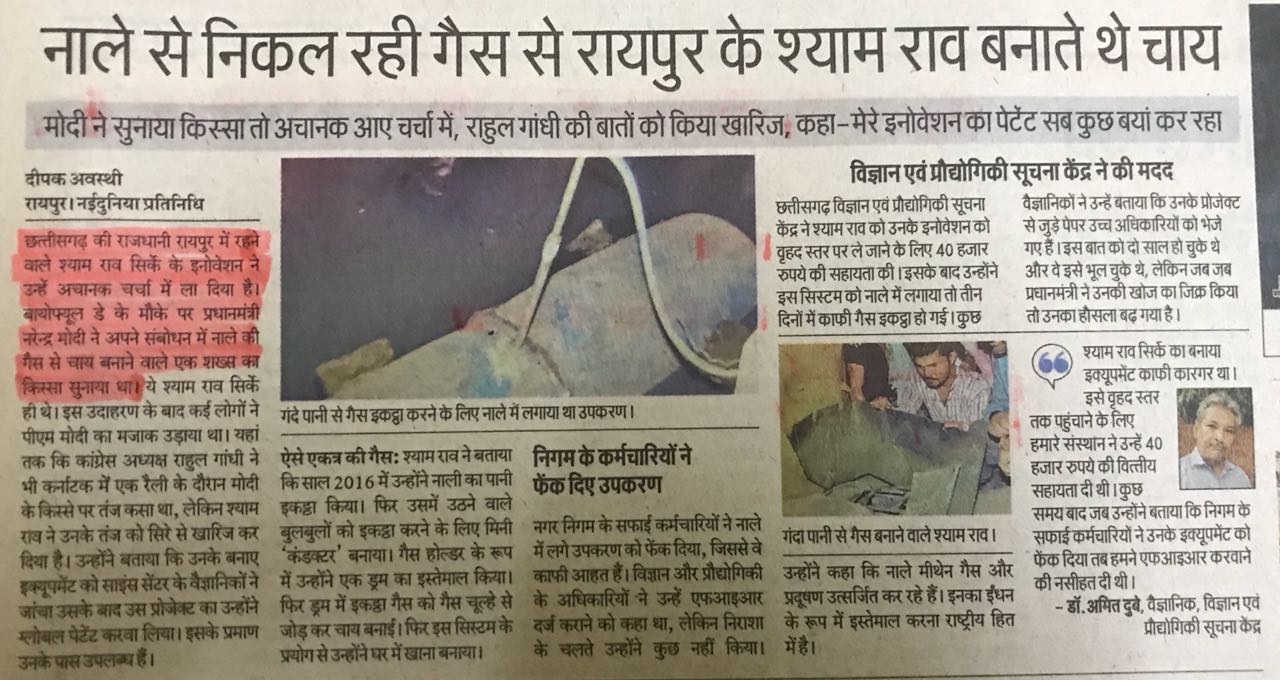 नाले से निकल रही गैस से रायपुर के श्याम राव बनाते थे चाय
मोदी ने सुनाया किस्सा तो अचानक आए चर्चा में, राहुल गांधी की बातों को किया खारिज, कहा-मेरे इनोवेशन का पेटेंट सब कुछ बयां कर रहा
दीपक अवस्थी
रायपुर। नईदुनिया प्रतिनिधि
छत्तीसगढ़ की राजधानी रायपुर में रहने
वाले श्याम राव सिर्के के इनोवेशन ने
उन्हें अचानक चर्चा में ला दिया है।
बायोफ्यूल डे के मौके पर प्रधानमंत्री
नरेन्द्र मोदी ने अपने संबोधन में नाले की
गैस से चाय बनाने वाले एक शख्स का
किस्सा सुनाया था। ये श्याम राव सिर्के
ही थे। इस उदाहरण के बाद कई लोगों ने
पीएम मोदी का मजाक उड़ाया था। यहां
तक कि कांग्रेस अध्यक्ष राहुल गांधी ने
भी कर्नाटक में एक रैली के दौरान मोदी
के किस्से पर तंज कसा था, लेकिन श्याम
राव ने उनके तंज को सिरे से खारिज कर
दिया है। उन्होंने बताया कि उनके बनाए
इक्यूपमेंट को साइंस सेंटर के वैज्ञानिकों ने
जांचा उसके बाद उस प्रोजेक्ट का उन्होंने
ग्लोबल पेटेंट करवा लिया। इसके प्रमाण
उनके पास उपलब्ध हैं।
गंदे पानी से गैस इकट्ठा करने के लिए नाले में लगाया था उपकरण।
ऐसे एकत्र की गैस: श्याम राव ने बताया
कि साल 2016 में उन्होंने नाली का पानी
इकट्ठा किया। फिर उसमें उठने वाले
बुलबुलों को इकट्ठा करने के लिए मिनी
'कंडक्टर' बनाया। गैस होल्डर के रूप
में उन्होंने एक ड्रम का इस्तेमाल किया।
फिर ड्रम में इकट्ठा गैस को गैस चूल्हे से
जोड़ कर चाय बनाई। फिर इस सिस्टम के
प्रयोग से उन्होंने घर में खाना बनाया।
निगम के कर्मचारियों ने
फेंक दिए उपकरण
नगर निगम के सफाई कर्मचारियों ने नाले
में लगे उपकरण को फेंक दिया, जिससे वे
काफी आहत हैं। विज्ञान और प्रौद्योगिकी
के अधिकारियों ने उन्हें एफआइआर
दर्ज कराने को कहा था, लेकिन निराशा
के चलते उन्होंने कुछ नहीं किया।
विज्ञान एवं प्रौद्योगिकी सूचना केंद्र ने की मदद
छत्तीसगढ़ विज्ञान एवं प्रौद्योगिकी सूचना
केंद्र ने श्याम राव को उनके इनोवेशन को
वृहद स्तर पर ले जाने के लिए 40 हजार
रुपये की सहायता की। इसके बाद उन्होंने
इस सिस्टम को नाले में लगाया तो तीन
दिनों में काफी गैस इकट्ठा हो गई। कुछ
वैज्ञानिकों ने उन्हें बताया कि उनके प्रोजेक्ट
से जुड़े पेपर उच्च अधिकारियों को भेजे
गए हैं। इस बात को दो साल हो चुके थे
और वे इसे भूल चुके थे, लेकिन जब जब
प्रधानमंत्री ने उनकी खोज का जिक्र किया
तो उनका हौसला बढ़ गया है।
गंदा पानी से गैस बनाने वाले श्याम राव।
उन्होंने कहा कि नाले मीथेन गैस और
प्रदूषण उत्सर्जित कर रहे हैं। इनका ईंधन
के रूप में इस्तेमाल करना राष्ट्रीय हित
में है।
श्याम राव सिर्के का बनाया
इक्यूपमेंट काफी कारगर था।
इसे वृहद स्तर
तक पहुंचाने के लिए
हमारे संस्थान ने उन्हें 40
हजार रुपये की वित्तीय
सहायता दी थी। कुछ
समय बाद जब उन्होंने बताया कि निगम के
सफाई कर्मचारियों ने उनके इक्यूपमेंट को
फेंक दिया तब हमने एफआइआर करवाने
की नसीहत दी थी।
- डॉ. अमित दुबे, वैज्ञानिक, विज्ञान एवं
प्रौद्योगिकी सूचना केंद्र